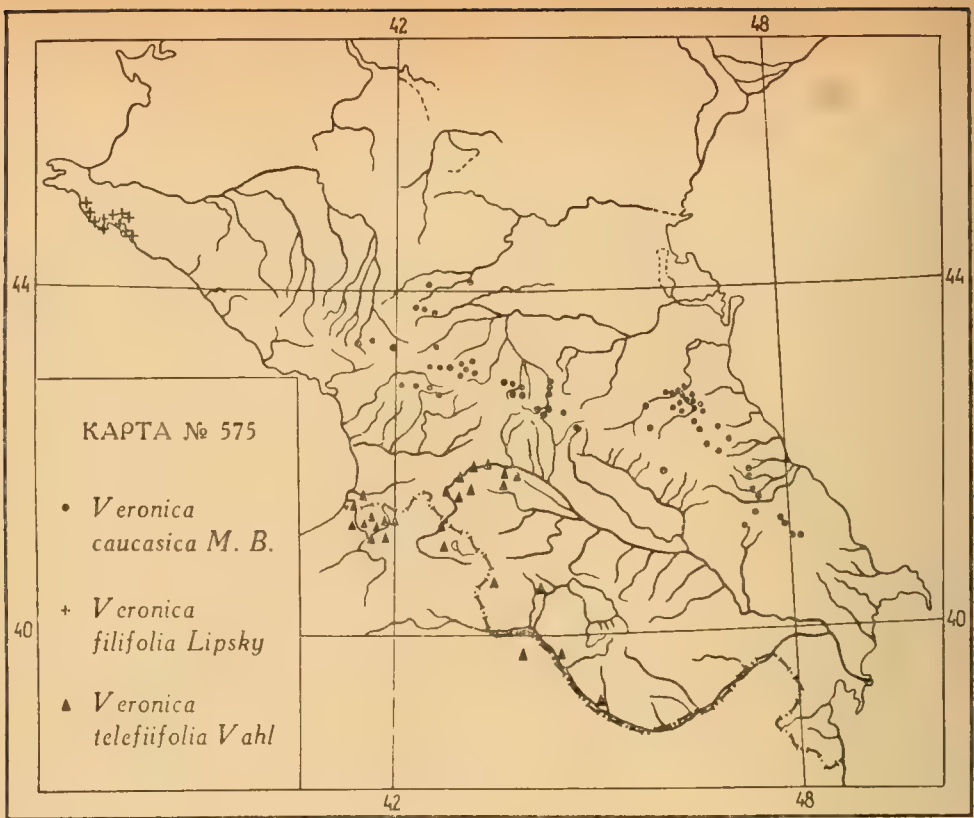 42 48
44 44
КАРТА № 575
Veronica
caucasica M. B.
Veronica
filifolia Lipsky
Veronica
telefiifolia Vahl
40 40
42 48